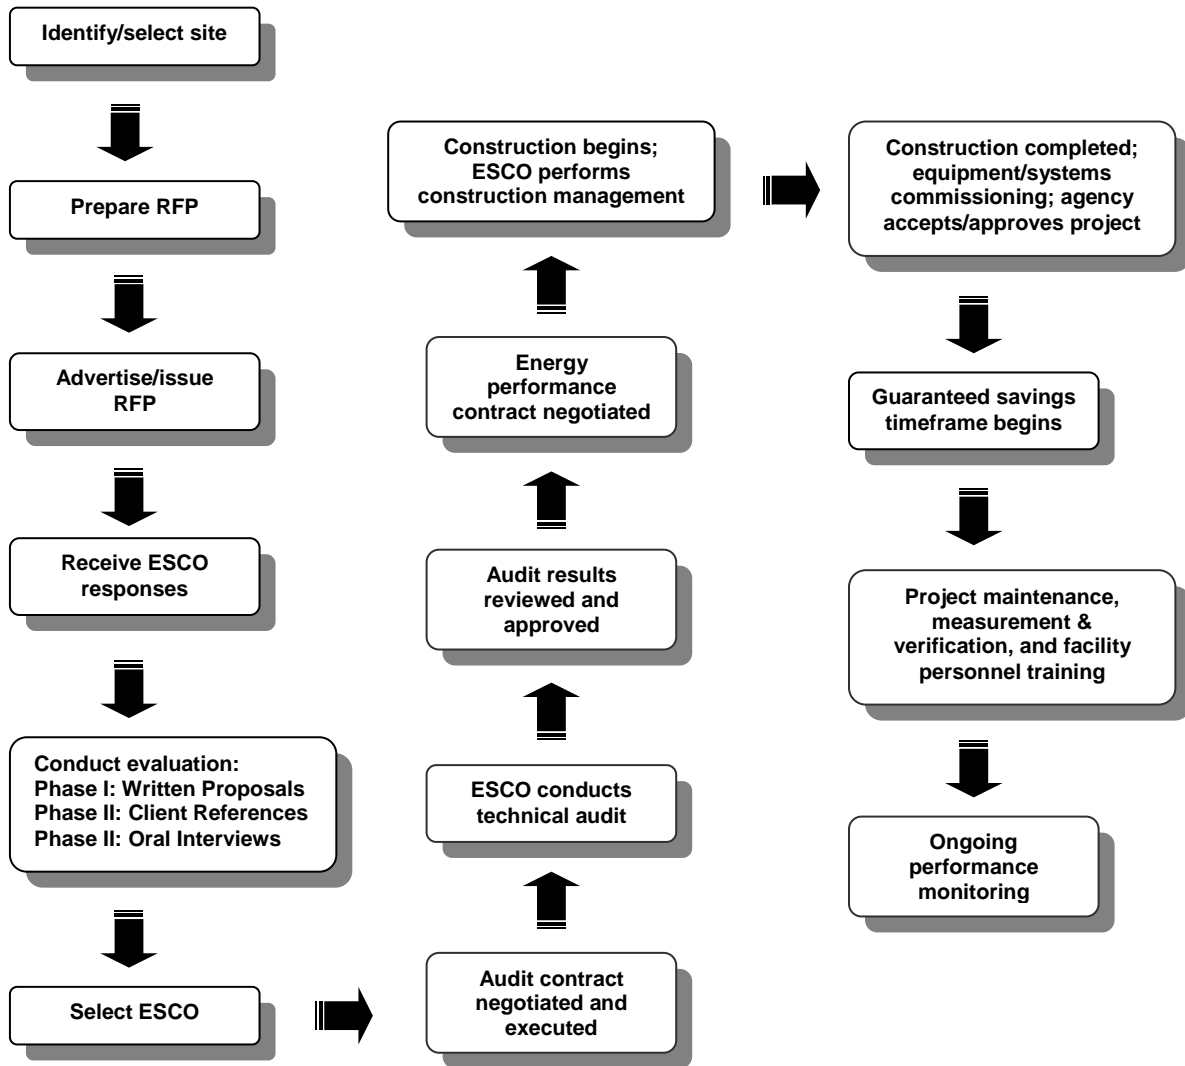 Identify/select site
Prepare RFP
Advertise/issue
RFP
Receive ESCO
responses
Conduct evaluation:
Phase I: Written Proposals
Phase II: Client References
Phase II: Oral Interviews
Select ESCO
Audit contract
negotiated and
executed
ESCO conducts
technical audit
Audit results
reviewed and
approved
Energy
performance
contract negotiated
Construction begins;
ESCO performs
construction management
Construction completed;
equipment/systems
commissioning; agency
accepts/approves project
Guaranteed savings
timeframe begins
Project maintenance,
measurement &
verification, and facility
personnel training
Ongoing
performance
monitoring